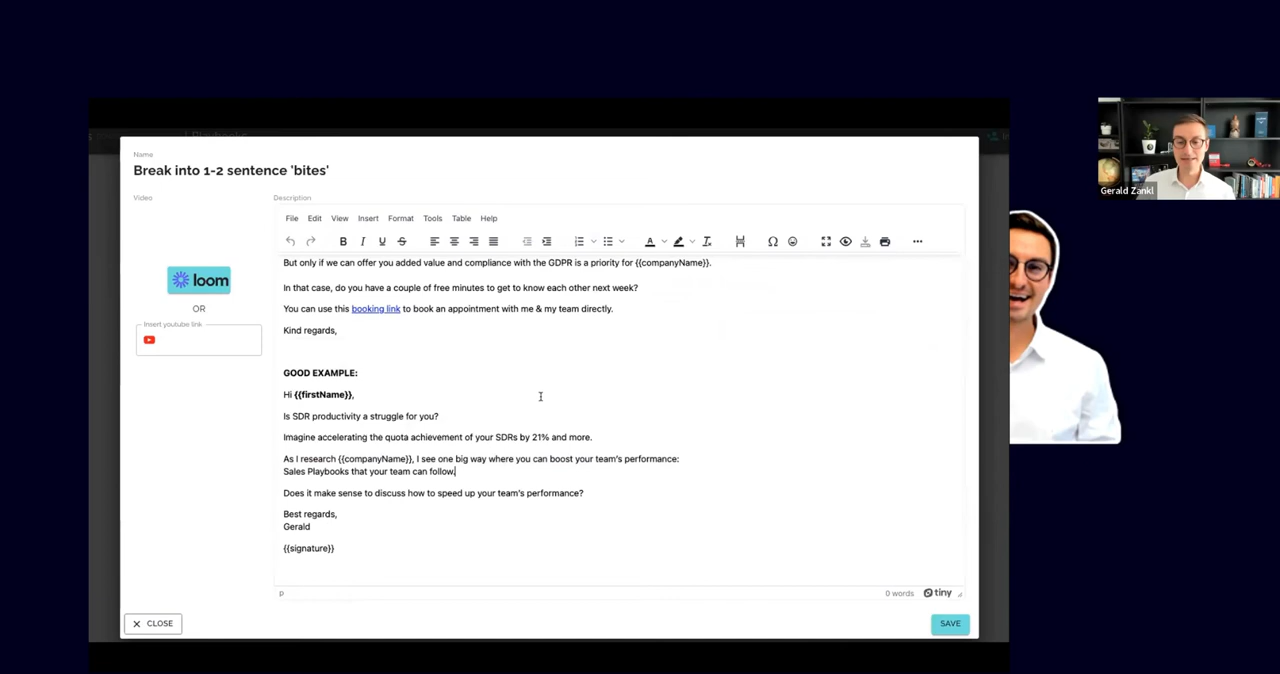 Playbooks
Name
Break into 1-2 sentence 'bites'
Video
Description
loom
OR
Insert youtube link
File Edit View Insert Format Tools Table Help
B I U S
But only if we can offer you added value and compliance with the GDPR is a priority for {{companyName}}.
In that case, do you have a couple of free minutes to get to know each other next week?
You can use this booking link to book an appointment with me & my team directly.
Kind regards,
GOOD EXAMPLE:
Hi {{firstName}},
Is SDR productivity a struggle for you?
Imagine accelerating the quota achievement of your SDRs by 21% and more.
As I research {{companyName}}, I see one big way where you can boost your team's performance:
Sales Playbooks that your team can follow.
Does it make sense to discuss how to speed up your team's performance?
Best regards,
Gerald
{{signature}}
p
0 words
tiny
CLOSE
SAVE
Gerald Zankl